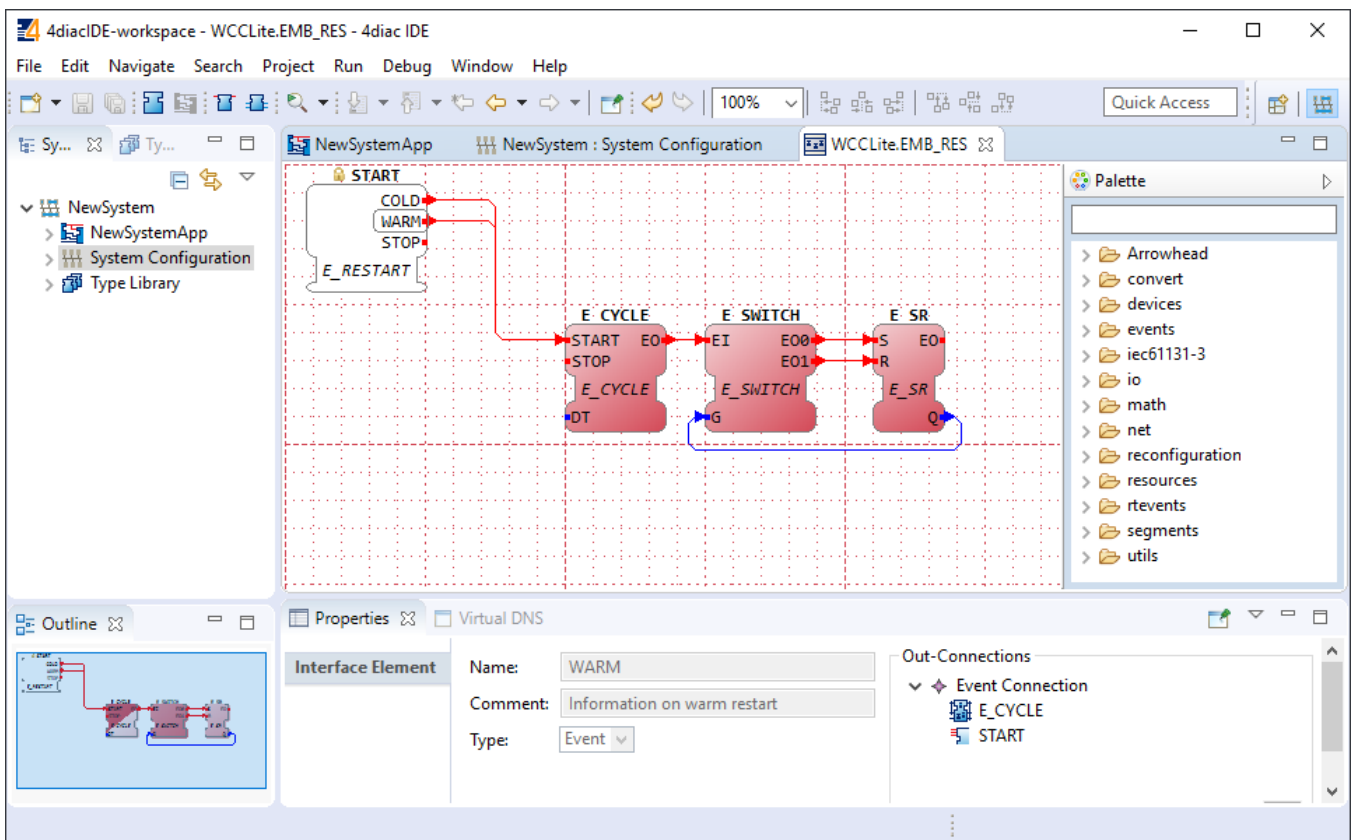 4diacIDE-workspace - WCCLite.EMB_RES - 4diac IDE
File Edit Navigate Search Project Run Debug Window Help
100%
Quick Access
Sy...
Ty...
NewSystemApp
NewSystem : System Configuration
WCCLite.EMB_RES
NewSystem
NewSystemApp
System Configuration
Type Library
START
COLD
WARM
STOP
E_RESTART
E_CYCLE
START EO
STOP
E_CYCLE
DT
E_SWITCH
EI EO0
EO1
E_SWITCH
G
E_SR
S EO
R
E_SR
Q
Palette
Arrowhead
convert
devices
events
iec61131-3
io
math
net
reconfiguration
resources
rtevents
segments
utils
Outline
Properties
Virtual DNS
Interface Element
Name: WARM
Comment: Information on warm restart
Type: Event
Out-Connections
Event Connection
E_CYCLE
START